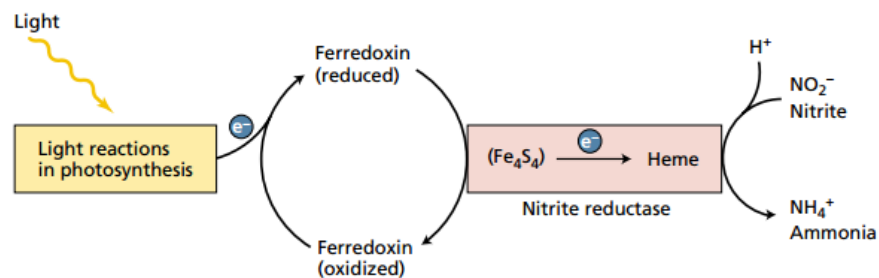 Light
Light reactions
in photosynthesis
e⁻
Ferredoxin
(reduced)
Ferredoxin
(oxidized)
(Fe₄S₄)
e⁻
Heme
Nitrite reductase
H⁺
NO₂⁻
Nitrite
NH₄⁺
Ammonia